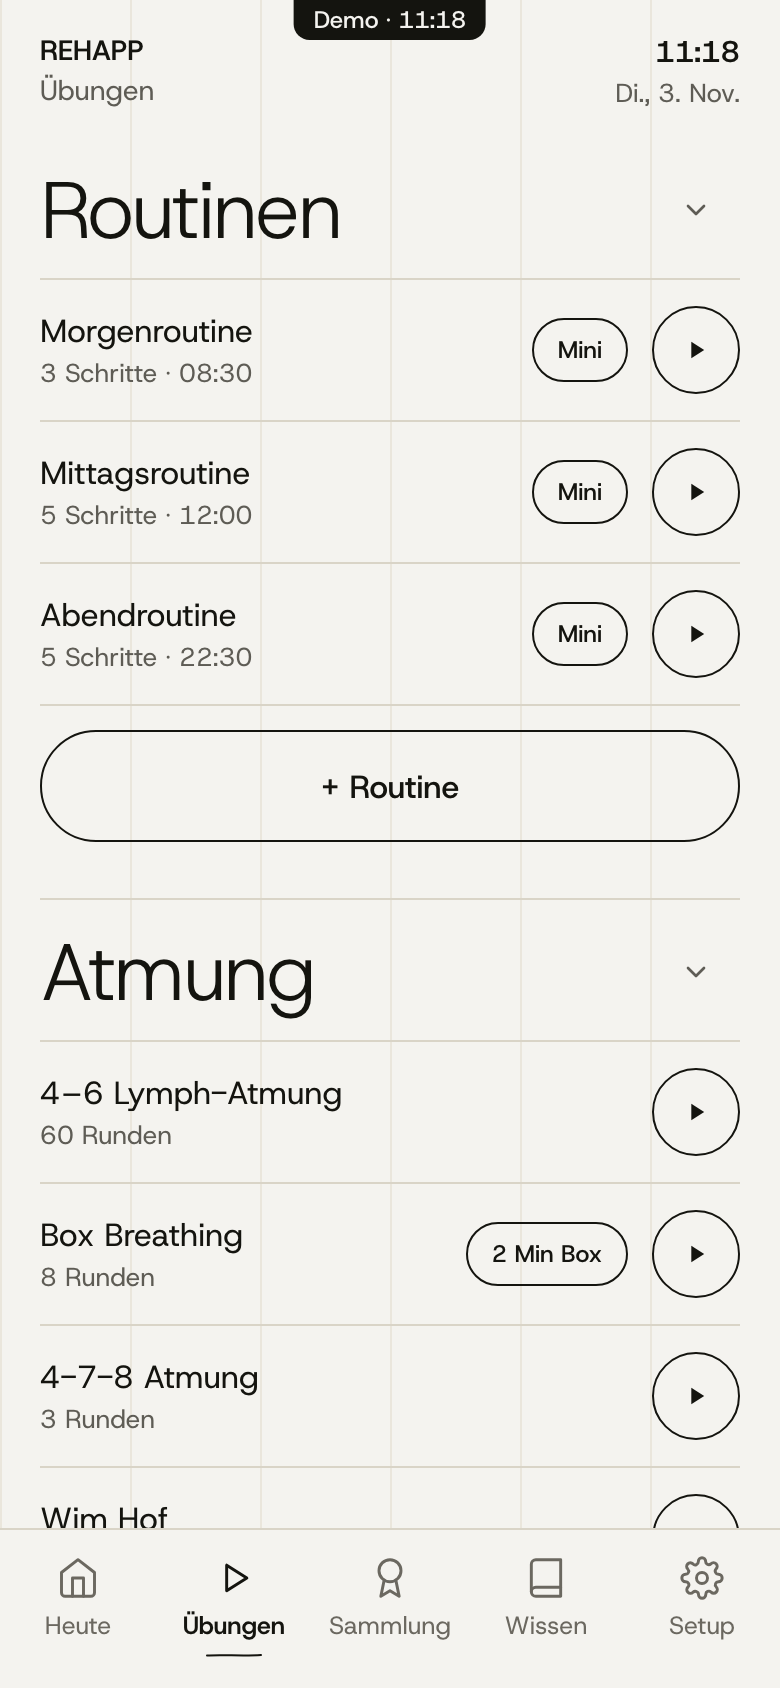 Demo · 11:18
REHAPP
11:18
Übungen
Di., 3. Nov.
Routinen
Morgenroutine
3 Schritte · 08:30
Mini
Mittagsroutine
5 Schritte · 12:00
Mini
Abendroutine
5 Schritte · 22:30
Mini
+ Routine
Atmung
4–6 Lymph-Atmung
60 Runden
Box Breathing
8 Runden
2 Min Box
4-7-8 Atmung
3 Runden
Wim Hof
Heute
Übungen
Sammlung
Wissen
Setup